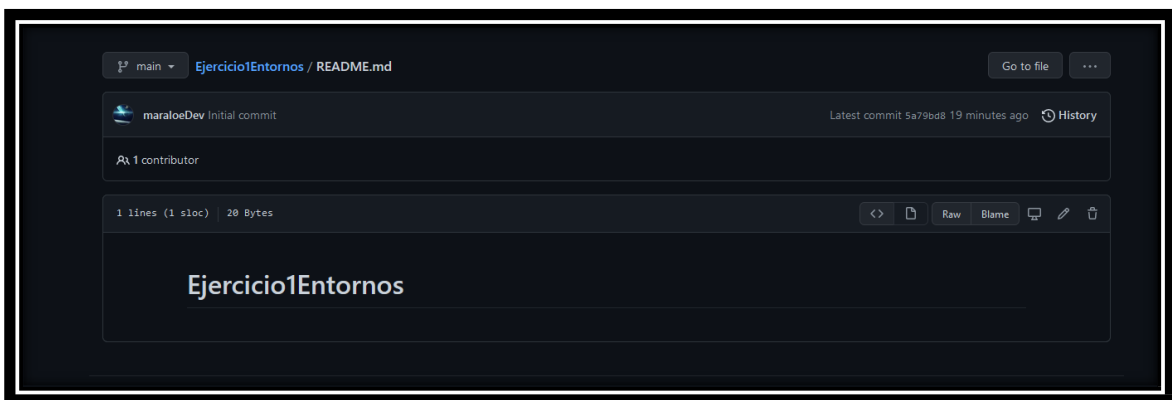 main Ejercicio1Entornos / README.md Go to file ...
maraloeDev Initial commit Latest commit 5a79bd8 19 minutes ago History
1 contributor
1 lines (1 sloc) 20 Bytes <> Raw Blame
Ejercicio1Entornos